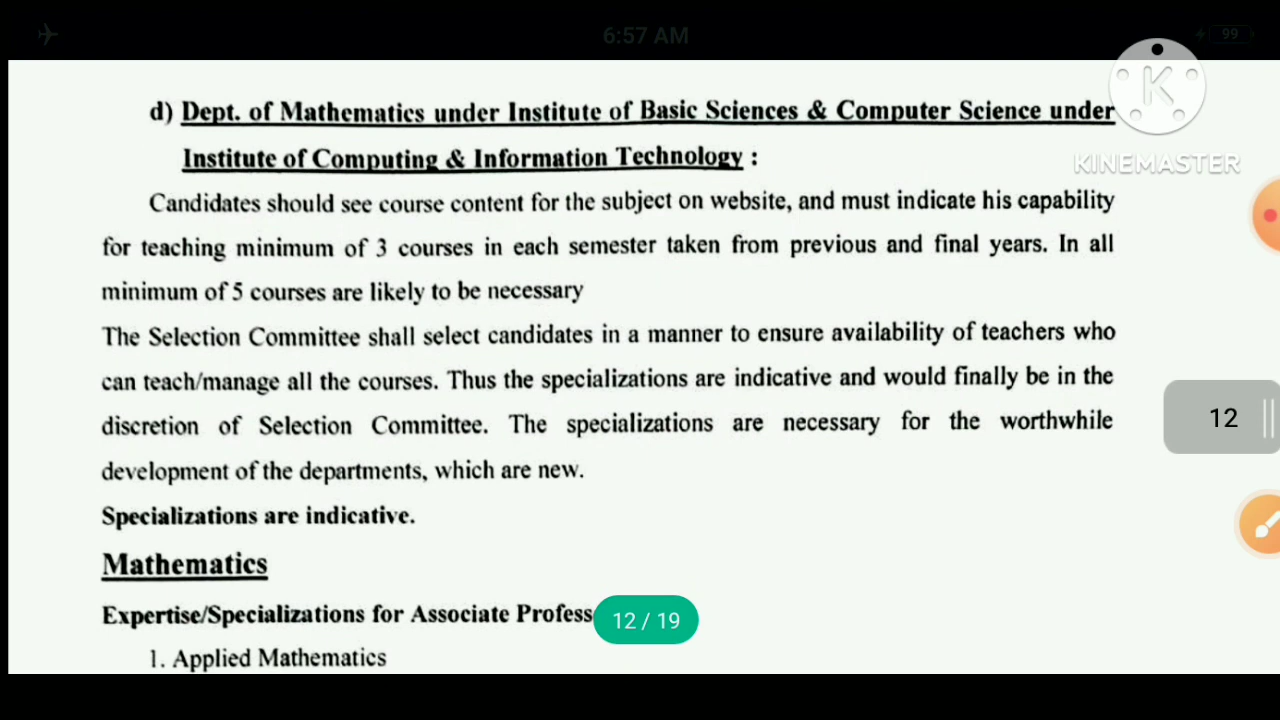 6:57 AM
99
d) Dept. of Mathematics under Institute of Basic Sciences & Computer Science under
K
Institute of Computing & Information Technology :
KINEMASTER
Candidates should see course content for the subject on website, and must indicate his capability
for teaching minimum of 3 courses in each semester taken from previous and final years. In all
minimum of 5 courses are likely to be necessary
The Selection Committee shall select candidates in a manner to ensure availability of teachers who
can teach/manage all the courses. Thus the specializations are indicative and would finally be in the
discretion of Selection Committee. The specializations are necessary for the worthwhile
development of the departments, which are new.
12
Specializations are indicative.
Mathematics
Expertise/Specializations for Associate Profess
12 / 19
1. Applied Mathematics